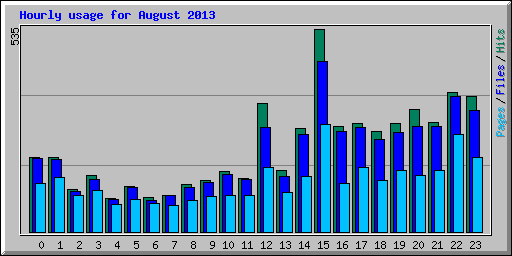 Hourly usage for August 2013
535
Pages/Files/Hits
0 1 2 3 4 5 6 7 8 9 10 11 12 13 14 15 16 17 18 19 20 21 22 23